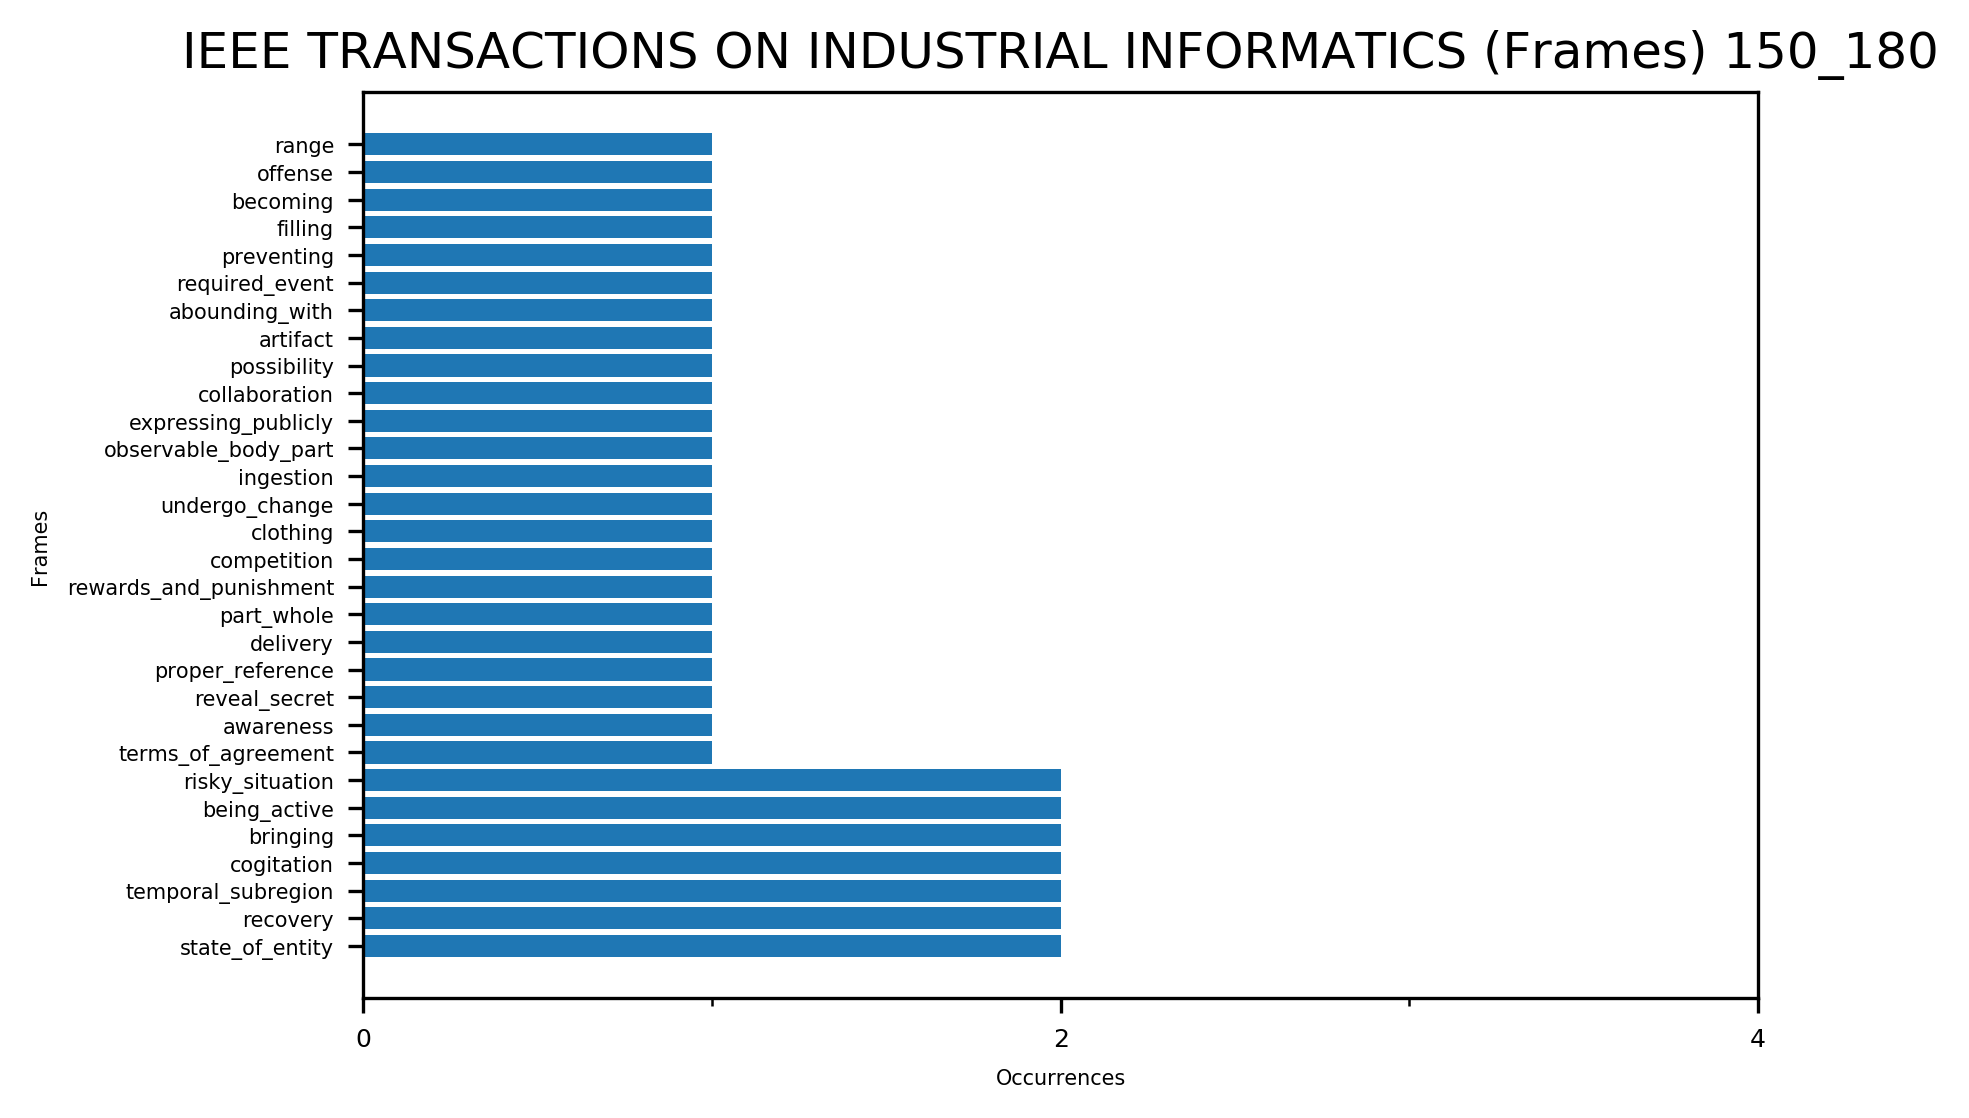 IEEE TRANSACTIONS ON INDUSTRIAL INFORMATICS (Frames) 150_180
range
offense
becoming
filling
preventing
required_event
abounding_with
artifact
possibility
collaboration
expressing_publicly
observable_body_part
ingestion
undergo_change
clothing
competition
rewards_and_punishment
part_whole
delivery
proper_reference
reveal_secret
awareness
terms_of_agreement
risky_situation
being_active
bringing
cogitation
temporal_subregion
recovery
state_of_entity
Frames
0 2 4
Occurrences